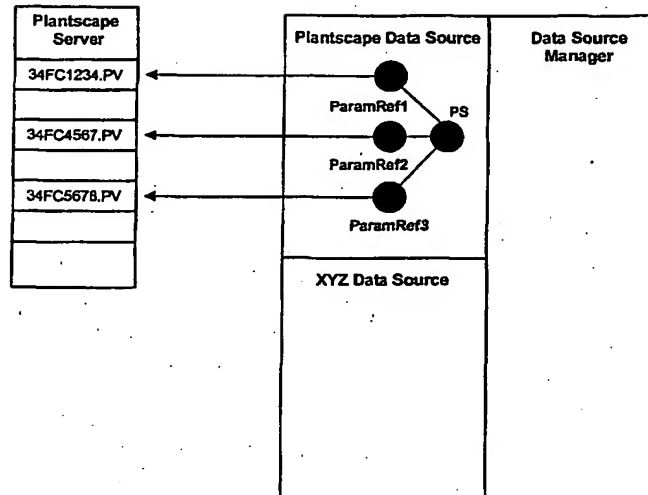 Plantscape
Server
34FC1234.PV
34FC4567.PV
34FC5678.PV
Plantscape Data Source
ParamRef1
PS
ParamRef2
ParamRef3
XYZ Data Source
Data Source
Manager